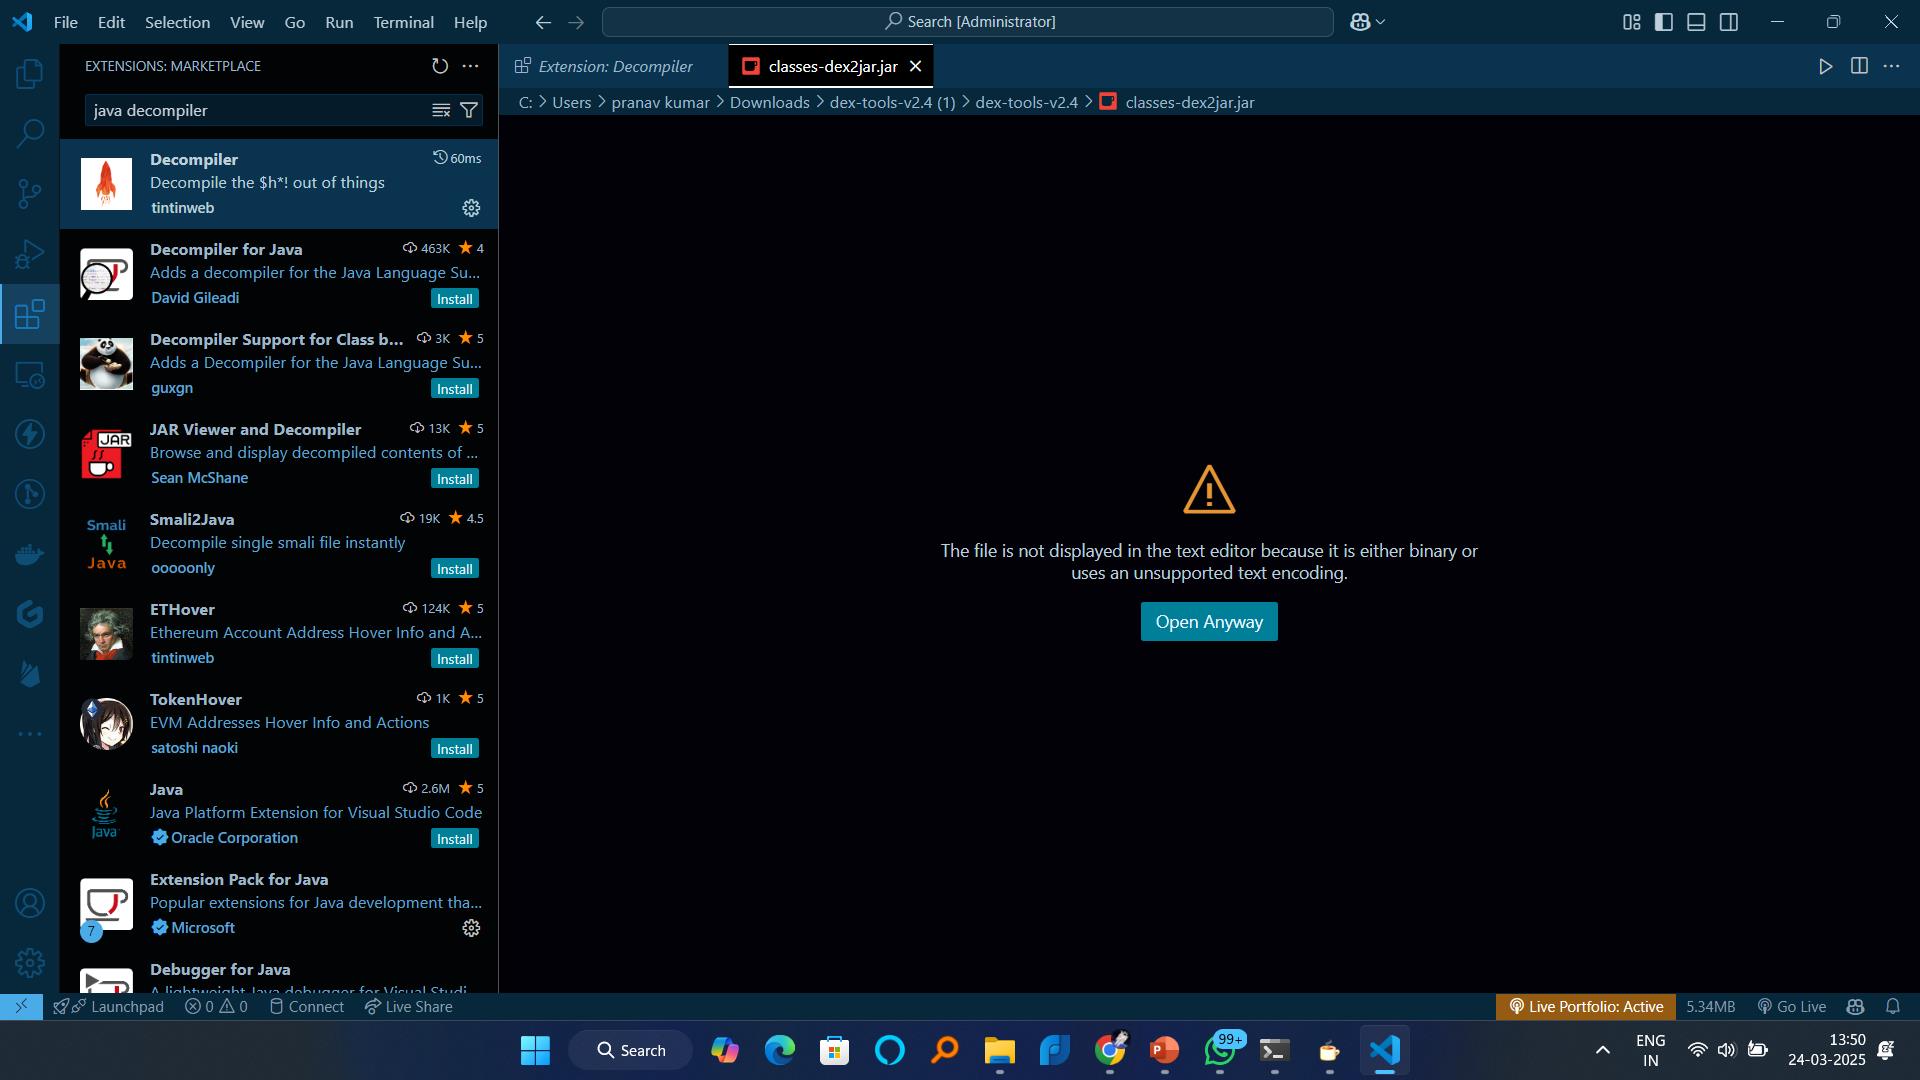 File Edit Selection View Go Run Terminal Help
Search [Administrator]
EXTENSIONS: MARKETPLACE
java decompiler
Decompiler 60ms
Decompile the $h*! out of things
tintinweb
Decompiler for Java 463K 4
Adds a decompiler for the Java Language Su...
David Gileadi Install
Decompiler Support for Class b... 3K 5
Adds a Decompiler for the Java Language Su...
guxgn Install
JAR
JAR Viewer and Decompiler 13K 5
Browse and display decompiled contents of ...
Sean McShane Install
Smali
Java
Smali2Java 19K 4.5
Decompile single smali file instantly
ooooonly Install
ETHover 124K 5
Ethereum Account Address Hover Info and A...
tintinweb Install
TokenHover 1K 5
EVM Addresses Hover Info and Actions
satoshi naoki Install
Java
Java 2.6M 5
Java Platform Extension for Visual Studio Code
Oracle Corporation Install
7
Extension Pack for Java
Popular extensions for Java development tha...
Microsoft
Debugger for Java
A lightweight Java debugger for Visual Studi...
Extension: Decompiler
classes-dex2jar.jar
C: > Users > pranav kumar > Downloads > dex-tools-v2.4 (1) > dex-tools-v2.4 > classes-dex2jar.jar
The file is not displayed in the text editor because it is either binary or
uses an unsupported text encoding.
Open Anyway
Launchpad 0 0 Connect Live Share
Live Portfolio: Active 5.34MB Go Live
Search
99+
ENG
IN
13:50
24-03-2025